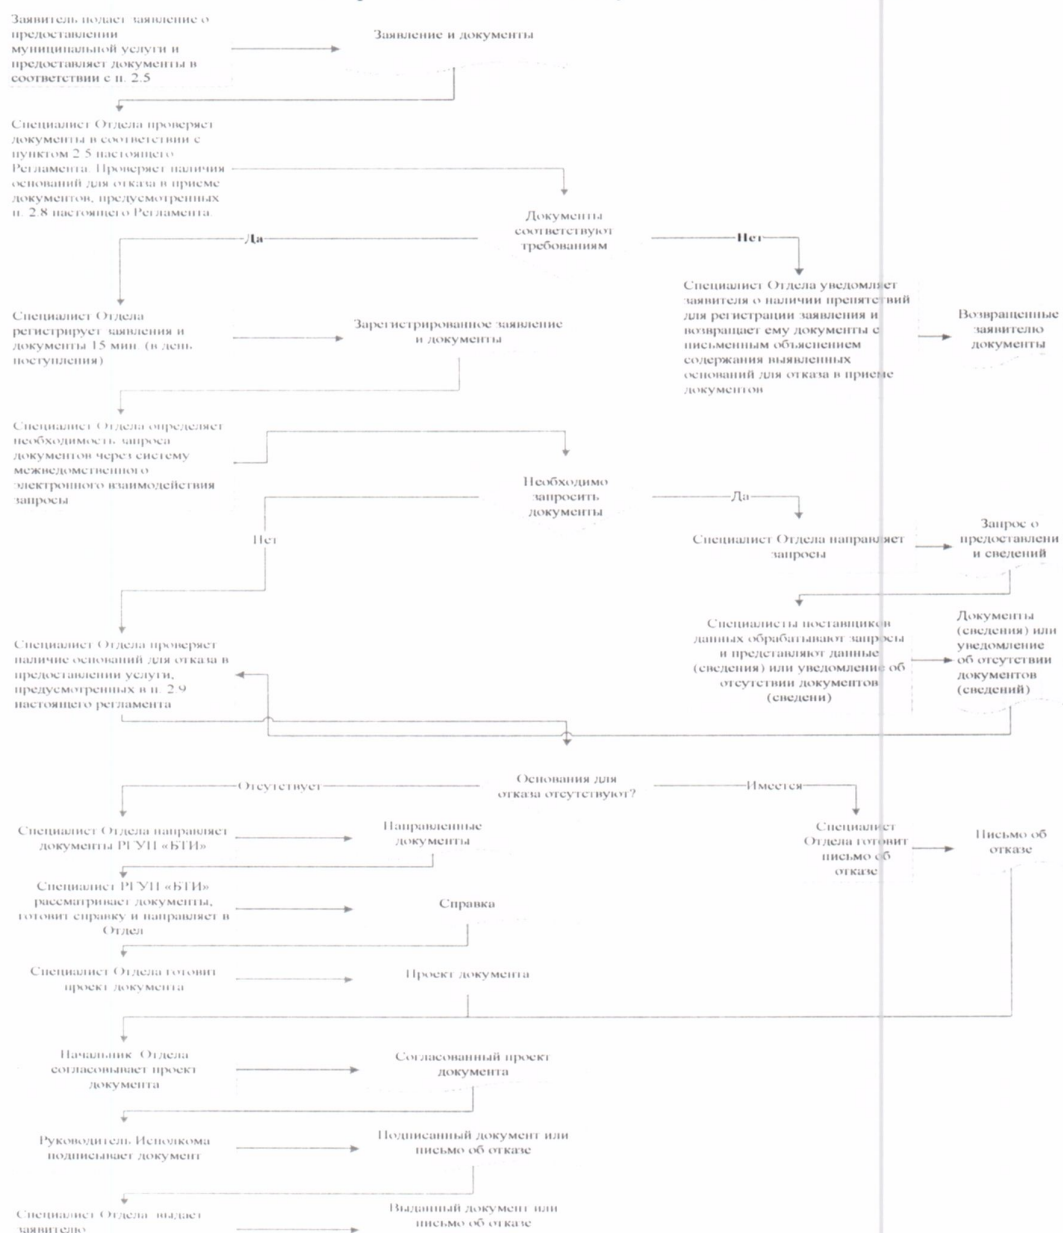 Заявитель подает заявление о
предоставлении
муниципальной услуги и
предоставляет документы в
соответствии с п. 2.5
Заявление и документы
Специалист Отдела проверяет
документы в соответствии с
пунктом 2.5 настоящего
Регламента. Проверяет наличия
оснований для отказа в приеме
документов, предусмотренных
п. 2.8 настоящего Регламента.
Документы
соответствуют
требованиям
Да
Нет
Специалист Отдела
регистрирует заявления и
документы 15 мин. (в день
поступления)
Зарегистрированное заявление
и документы
Специалист Отдела уведомляет
заявителя о наличии препятствий
для регистрации заявления и
возвращает ему документы с
письменным объяснением
содержания выявленных
оснований для отказа в приеме
документов
Возвращенные
заявителю
документы
Специалист Отдела определяет
необходимость запроса
документов через систему
межведомственного
электронного взаимодействия
запросы
Необходимо
запросить
документы
Да
Нет
Специалист Отдела направляет
запросы
Запрос о
предоставлени
и сведений
Специалисты поставщиков
данных обрабатывают запросы
и представляют данные
(сведения) или уведомление об
отсутствии документов
(сведени)
Документы
(сведения) или
уведомление
об отсутствии
документов
(сведений)
Специалист Отдела проверяет
наличие оснований для отказа в
предоставлении услуги,
предусмотренных в п. 2.9
настоящего регламента
Основания для
отказа отсутствуют?
Отсутствует
Имеется
Специалист Отдела направляет
документы РГУП «БТИ»
Направленные
документы
Специалист
Отдела готовит
письмо об
отказе
Письмо об
отказе
Специалист РГУП «БТИ»
рассматривает документы,
готовит справку и направляет в
Отдел
Справка
Специалист Отдела готовит
проект документа
Проект документа
Начальник Отдела
согласовывает проект
документа
Согласованный проект
документа
Руководитель Исполкома
подписывает документ
Подписанный документ или
письмо об отказе
Специалист Отдела выдает
заявителю
Выданный документ или
письмо об отказе